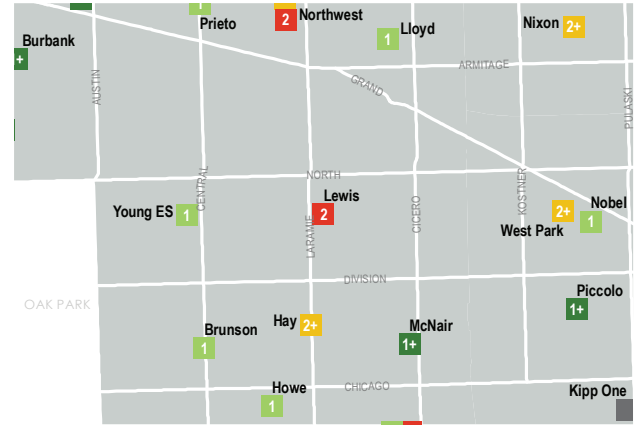 1
Prieto
2
Northwest
1
Lloyd
Nixon
2+
Burbank
+
ARMITAGE
AUSTIN
GRAND
PULASKI
NORTH
CENTRAL
Lewis
2
Young ES
1
LARAMIE
CICERO
KOSTNER
Nobel
2+
1
West Park
DIVISION
Piccolo
1+
OAK PARK
Hay
2+
McNair
1+
Brunson
1
Howe
1
CHICAGO
Kipp One